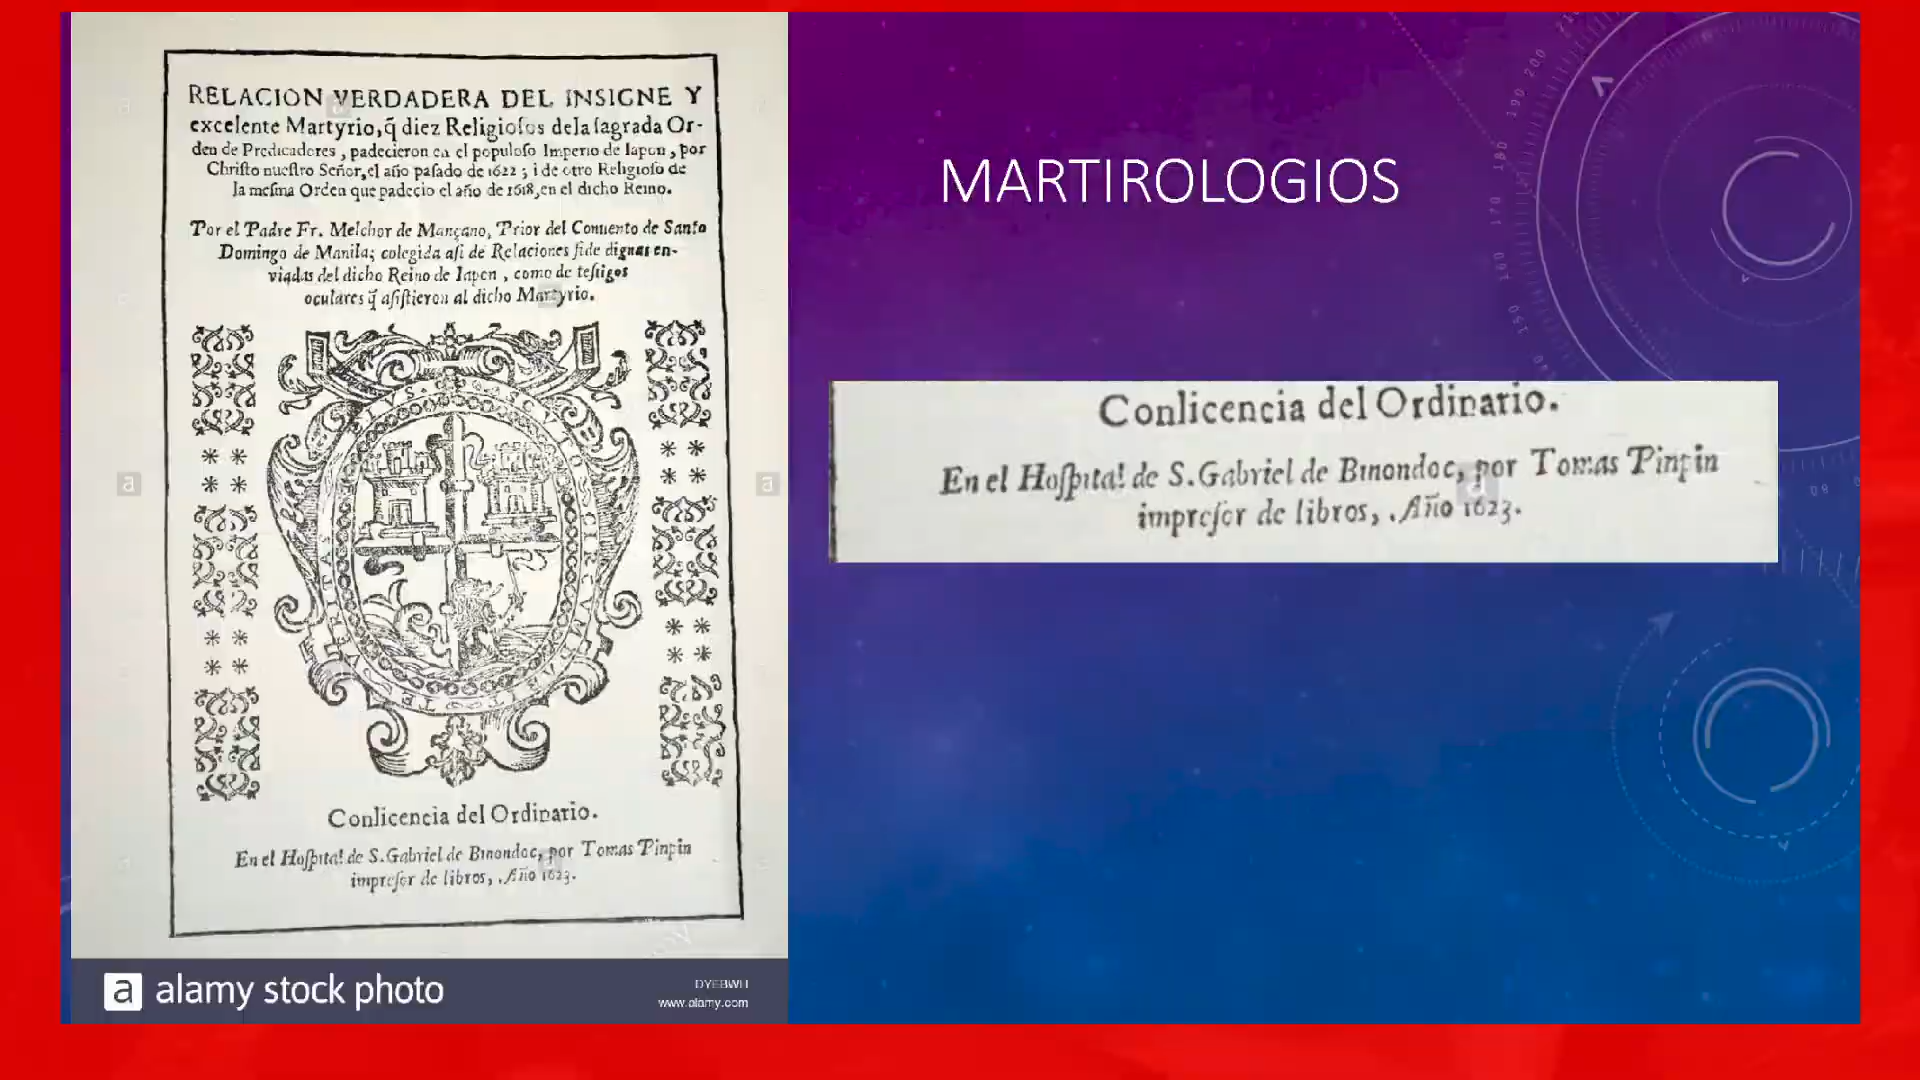 RELACION VERDADERA DEL INSIGNE Y
excelente Martyrio, q̃ diez Religioſos dela ſagrada Or-
den de Predicadores, padecieron en el populoſo Imperio de Iapon, por
Chriſto nueſtro Señor, el año paſado de 1622; i de otro Religioſo de
la meſma Orden que padecio el año de 1618, en el dicho Reino.
Por el Padre Fr. Melchor de Mançano, Prior del Conuento de Santo
Domingo de Manila; colegida aſi de Relaciones fide dignas en-
viadas del dicho Reino de Iapon, como de teſtigos
oculares q̃ aſiſtieron al dicho Martyrio.
Conlicencia del Ordinario.
En el Hoſpital de S. Gabriel de Binondoc, por Tomas Pinpin
impreſor de libros, Año 1623.
a alamy stock photo
DYEBWH
www.alamy.com
MARTIROLOGIOS
Conlicencia del Ordinario.
En el Hoſpital de S. Gabriel de Binondoc, por Tomas Pinpin
impreſor de libros, Año 1623.